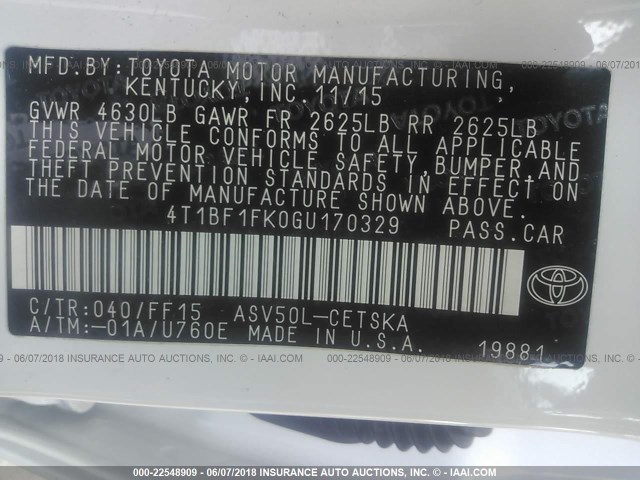 MFD.BY:TOYOTA MOTOR MANUFACTURING,
KENTUCKY,INC. 11/15
GVWR 4630LB GAWR FR 2625LB RR 2625LB
THIS VEHICLE CONFORMS TO ALL APPLICABLE
FEDERAL MOTOR VEHICLE SAFETY,BUMPER,AND
THEFT PREVENTION STANDARDS IN EFFECT ON
THE DATE OF MANUFACTURE SHOWN ABOVE.
4T1BF1FK0GU170329 PASS.CAR
C/TR:040/FF15 ASV50L-CETSKA
A/TM:-01A/U760E MADE IN U.S.A. 19881
000-22548909 - 06/07/2018 INSURANCE AUTO AUCTIONS - IAAI.COM